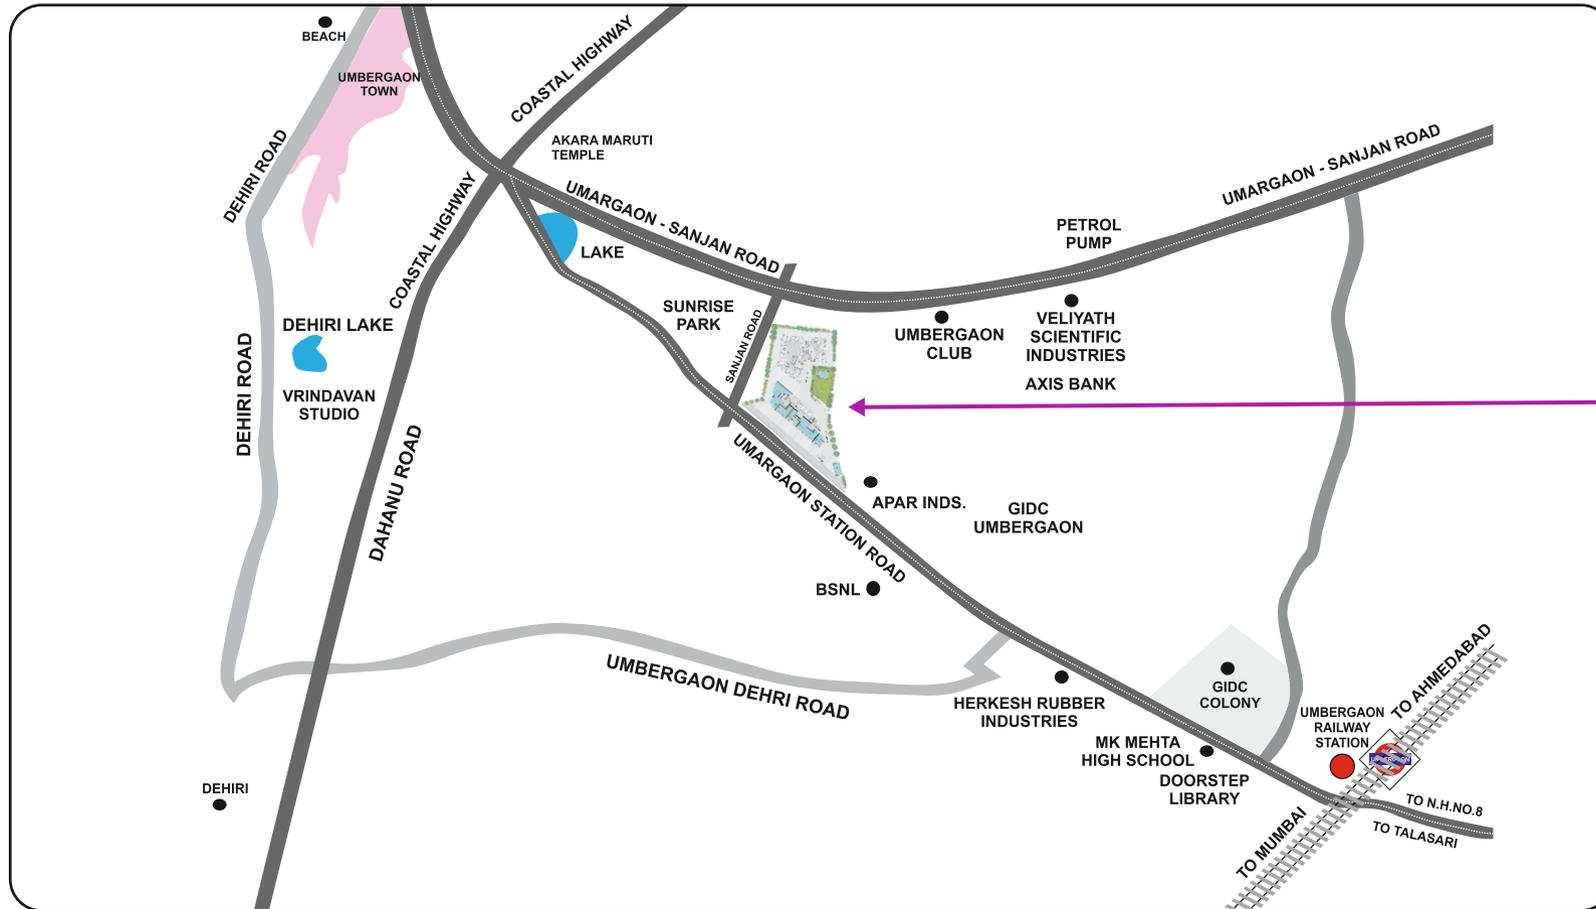 BEACH
UMBERGAON
TOWN
COASTAL HIGHWAY
AKARA MARUTI
TEMPLE
DEHIRI ROAD
UMARGAON - SANJAN ROAD
UMARGAON - SANJAN ROAD
COASTAL HIGHWAY
LAKE
PETROL
PUMP
SUNRISE
PARK
SANJAN ROAD
UMBERGAON
CLUB
VELIYATH
SCIENTIFIC
INDUSTRIES
AXIS BANK
DEHIRI LAKE
DEHIRI ROAD
VRINDAVAN
STUDIO
DAHANU ROAD
UMARGAON STATION ROAD
APAR INDS.
GIDC
UMBERGAON
BSNL
UMBERGAON DEHRI ROAD
HERKESH RUBBER
INDUSTRIES
GIDC
COLONY
MK MEHTA
HIGH SCHOOL
DOORSTEP
LIBRARY
UMBERGAON
RAILWAY
STATION
TO AHMEDABAD
DEHIRI
TO MUMBAI
TO N.H.NO.8
TO TALASARI